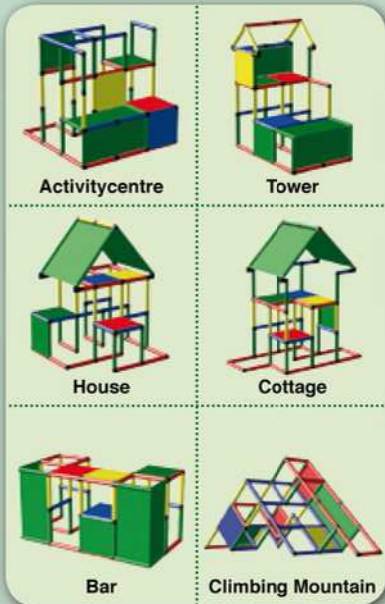 Activitycentre
Tower
House
Cottage
Bar
Climbing Mountain